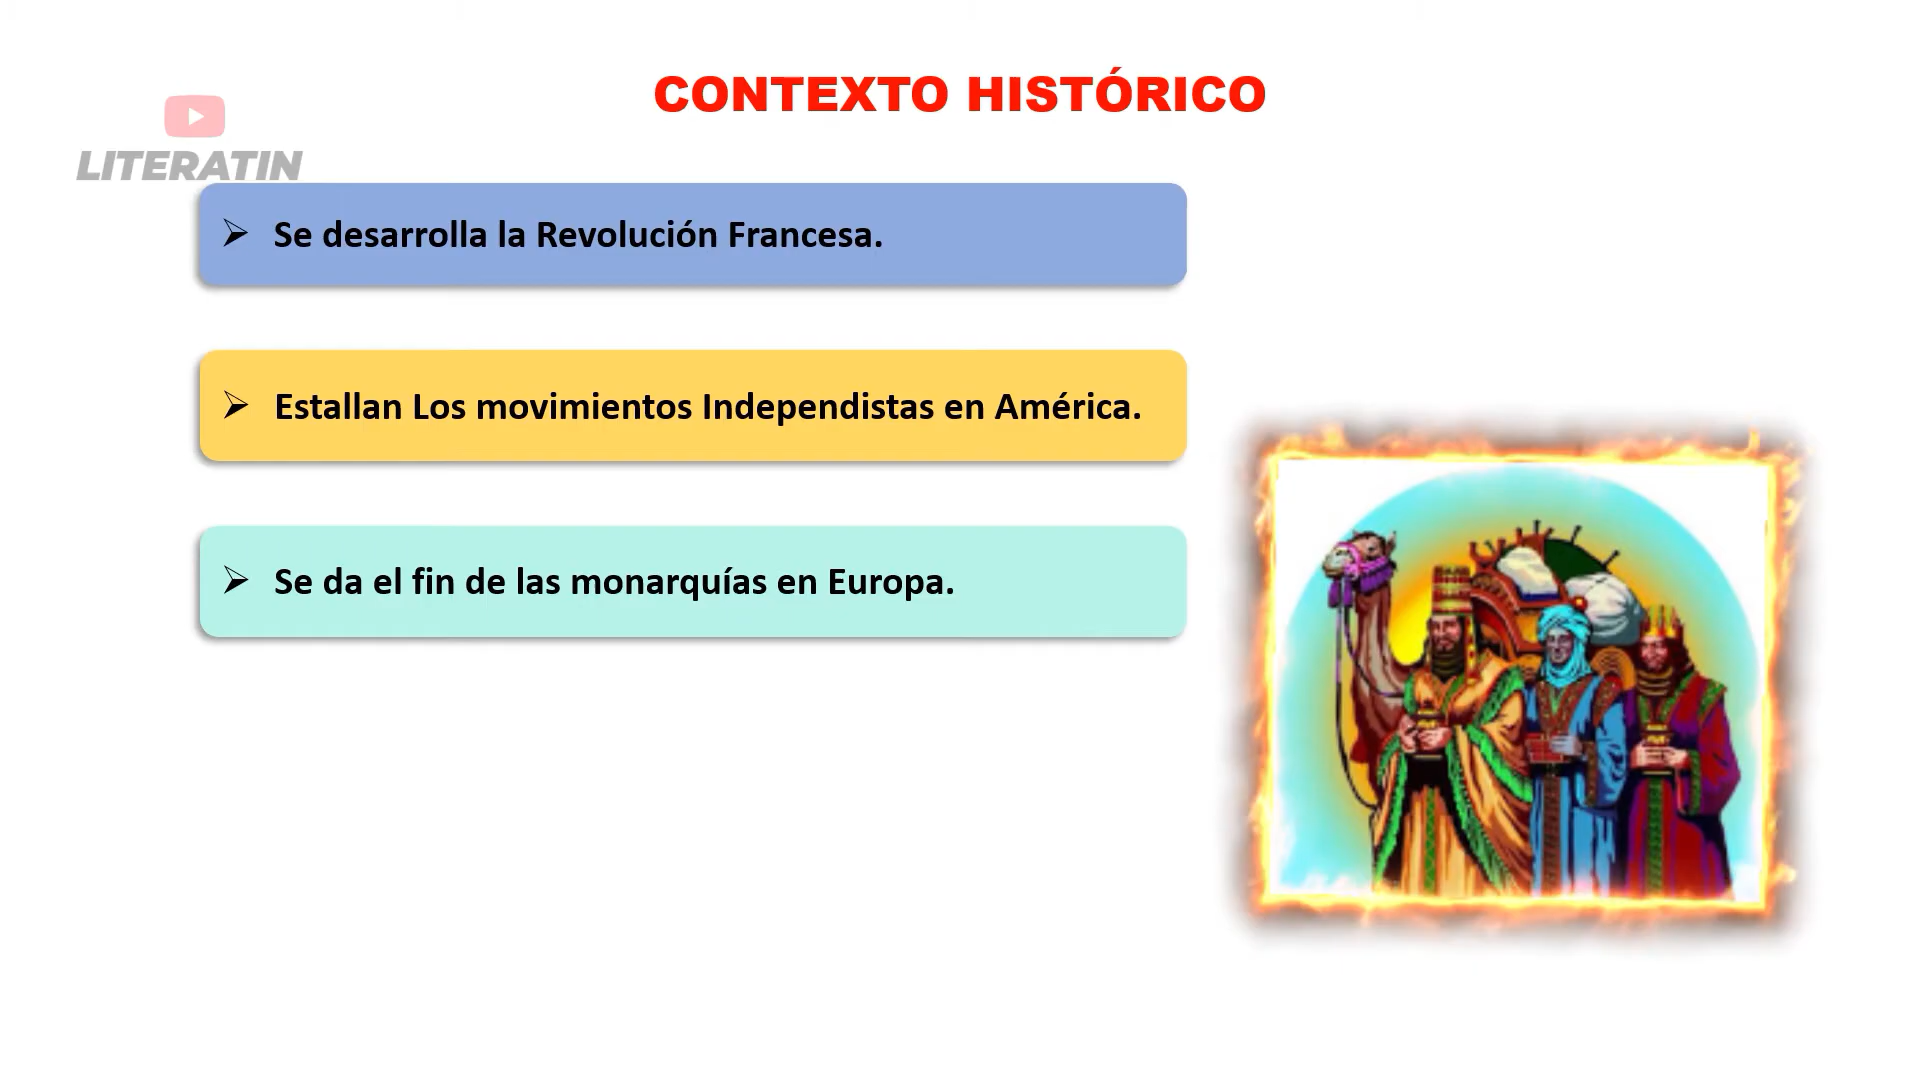 CONTEXTO HISTÓRICO
LITERATIN
➢ Se desarrolla la Revolución Francesa.
➢ Estallan Los movimientos Independistas en América.
➢ Se da el fin de las monarquías en Europa.